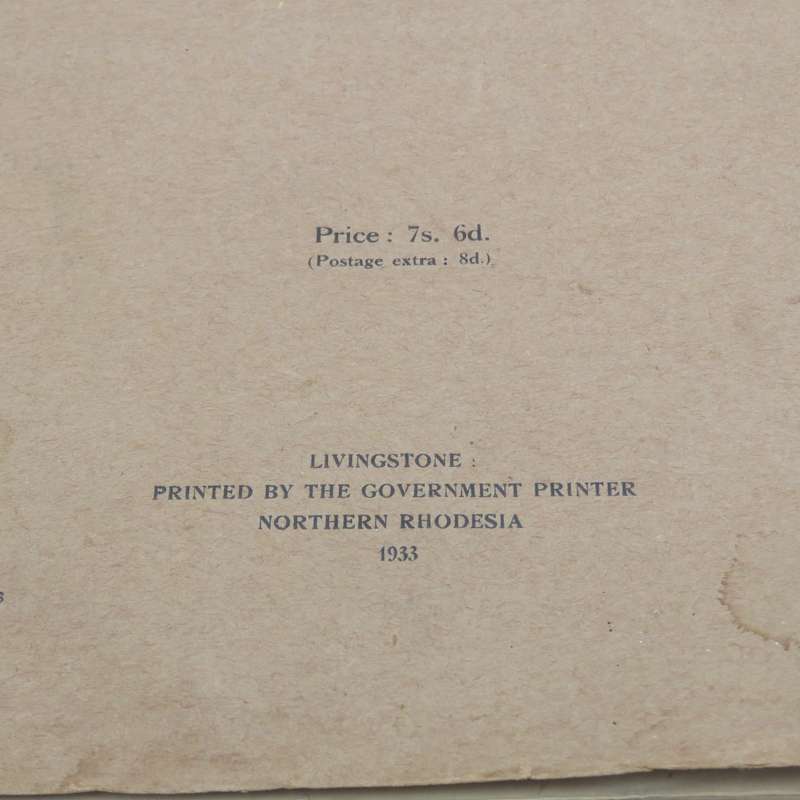 Price : 7s. 6d.
(Postage extra : 8d.)
LIVINGSTONE :
PRINTED BY THE GOVERNMENT PRINTER
NORTHERN RHODESIA
1933